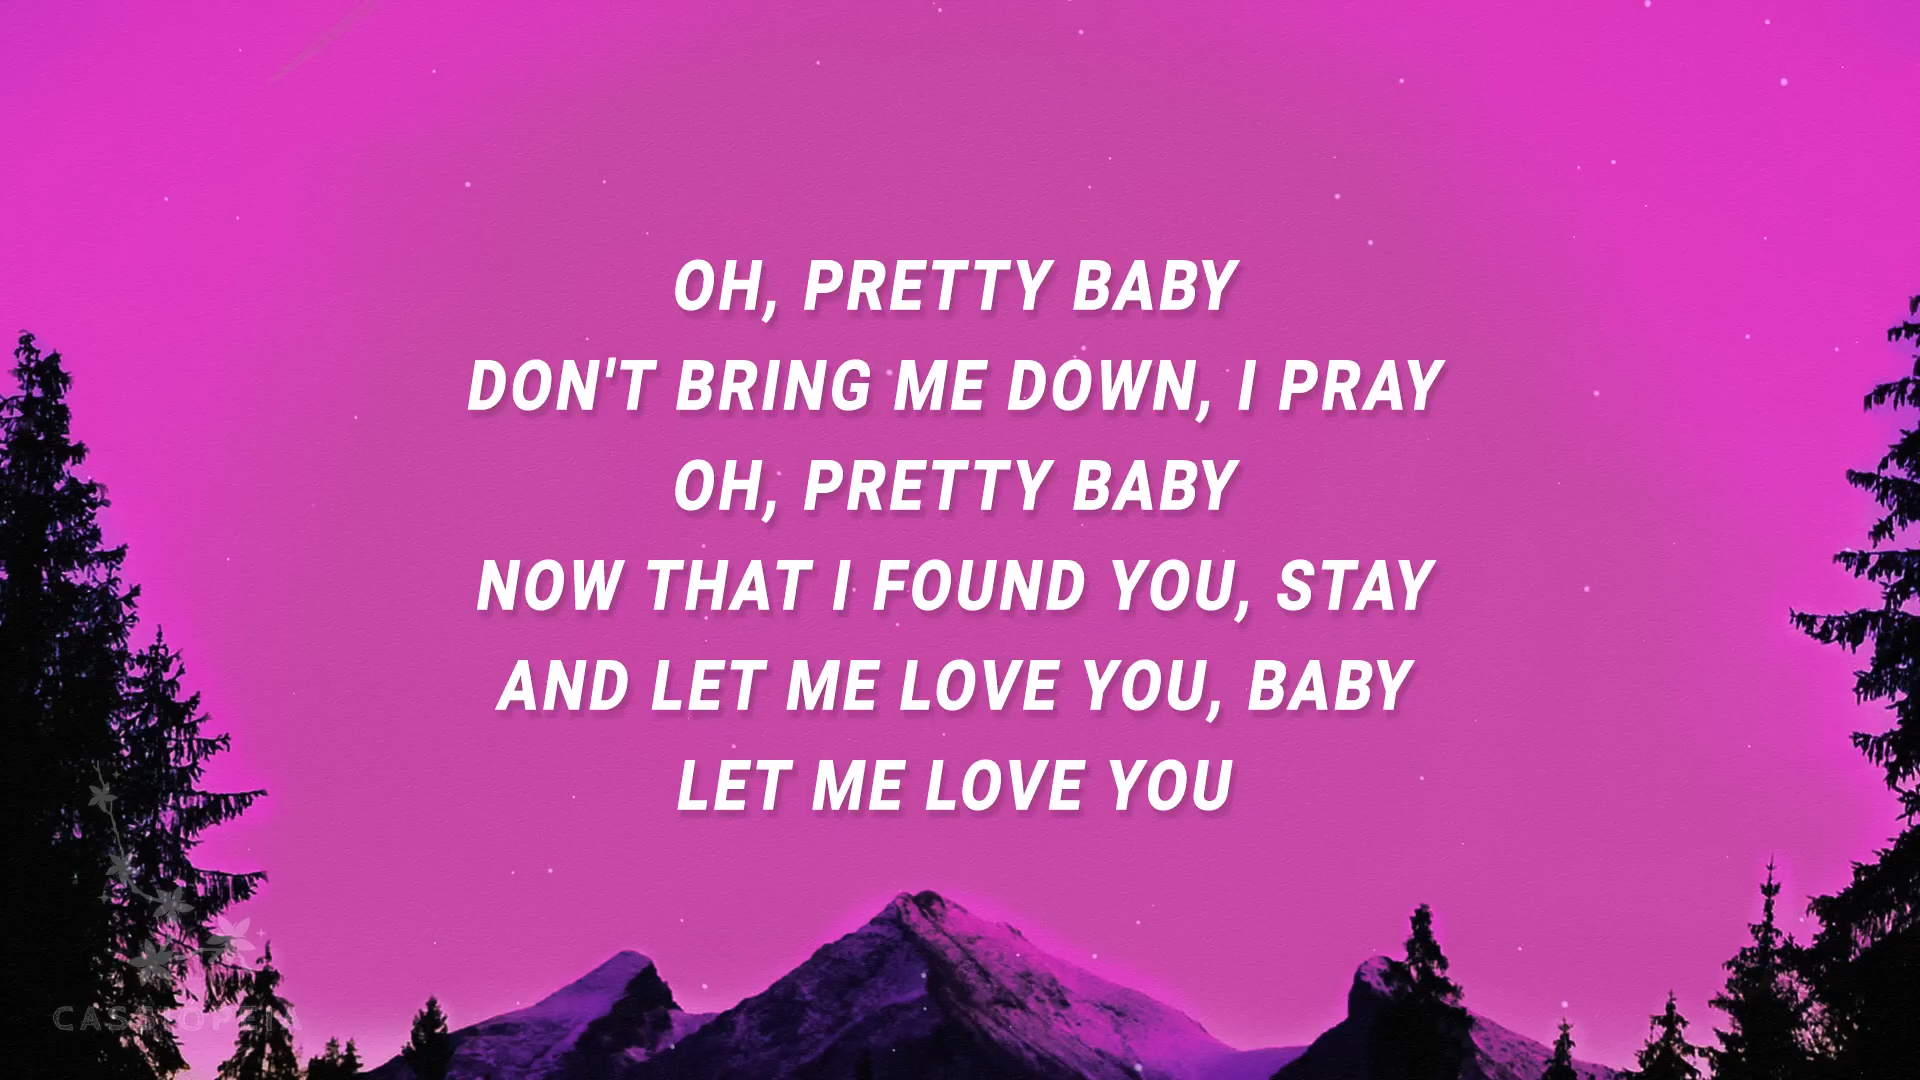 OH, PRETTY BABY
DON'T BRING ME DOWN, I PRAY
OH, PRETTY BABY
NOW THAT I FOUND YOU, STAY
AND LET ME LOVE YOU, BABY
LET ME LOVE YOU
CASSIOPEIA